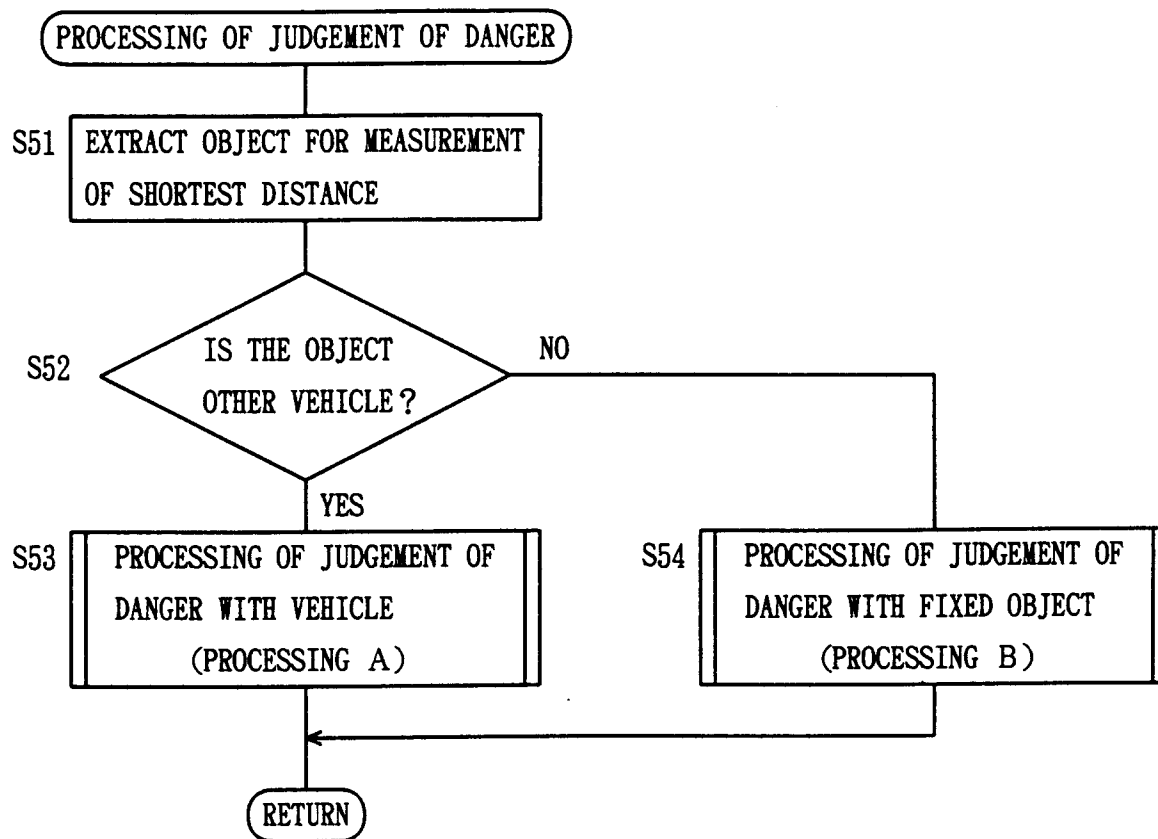 PROCESSING OF JUDGEMENT OF DANGER
S51
EXTRACT OBJECT FOR MEASUREMENT
OF SHORTEST DISTANCE
S52
IS THE OBJECT
OTHER VEHICLE?
NO
YES
S53
PROCESSING OF JUDGEMENT OF
DANGER WITH VEHICLE
(PROCESSING A)
S54
PROCESSING OF JUDGEMENT OF
DANGER WITH FIXED OBJECT
(PROCESSING B)
RETURN